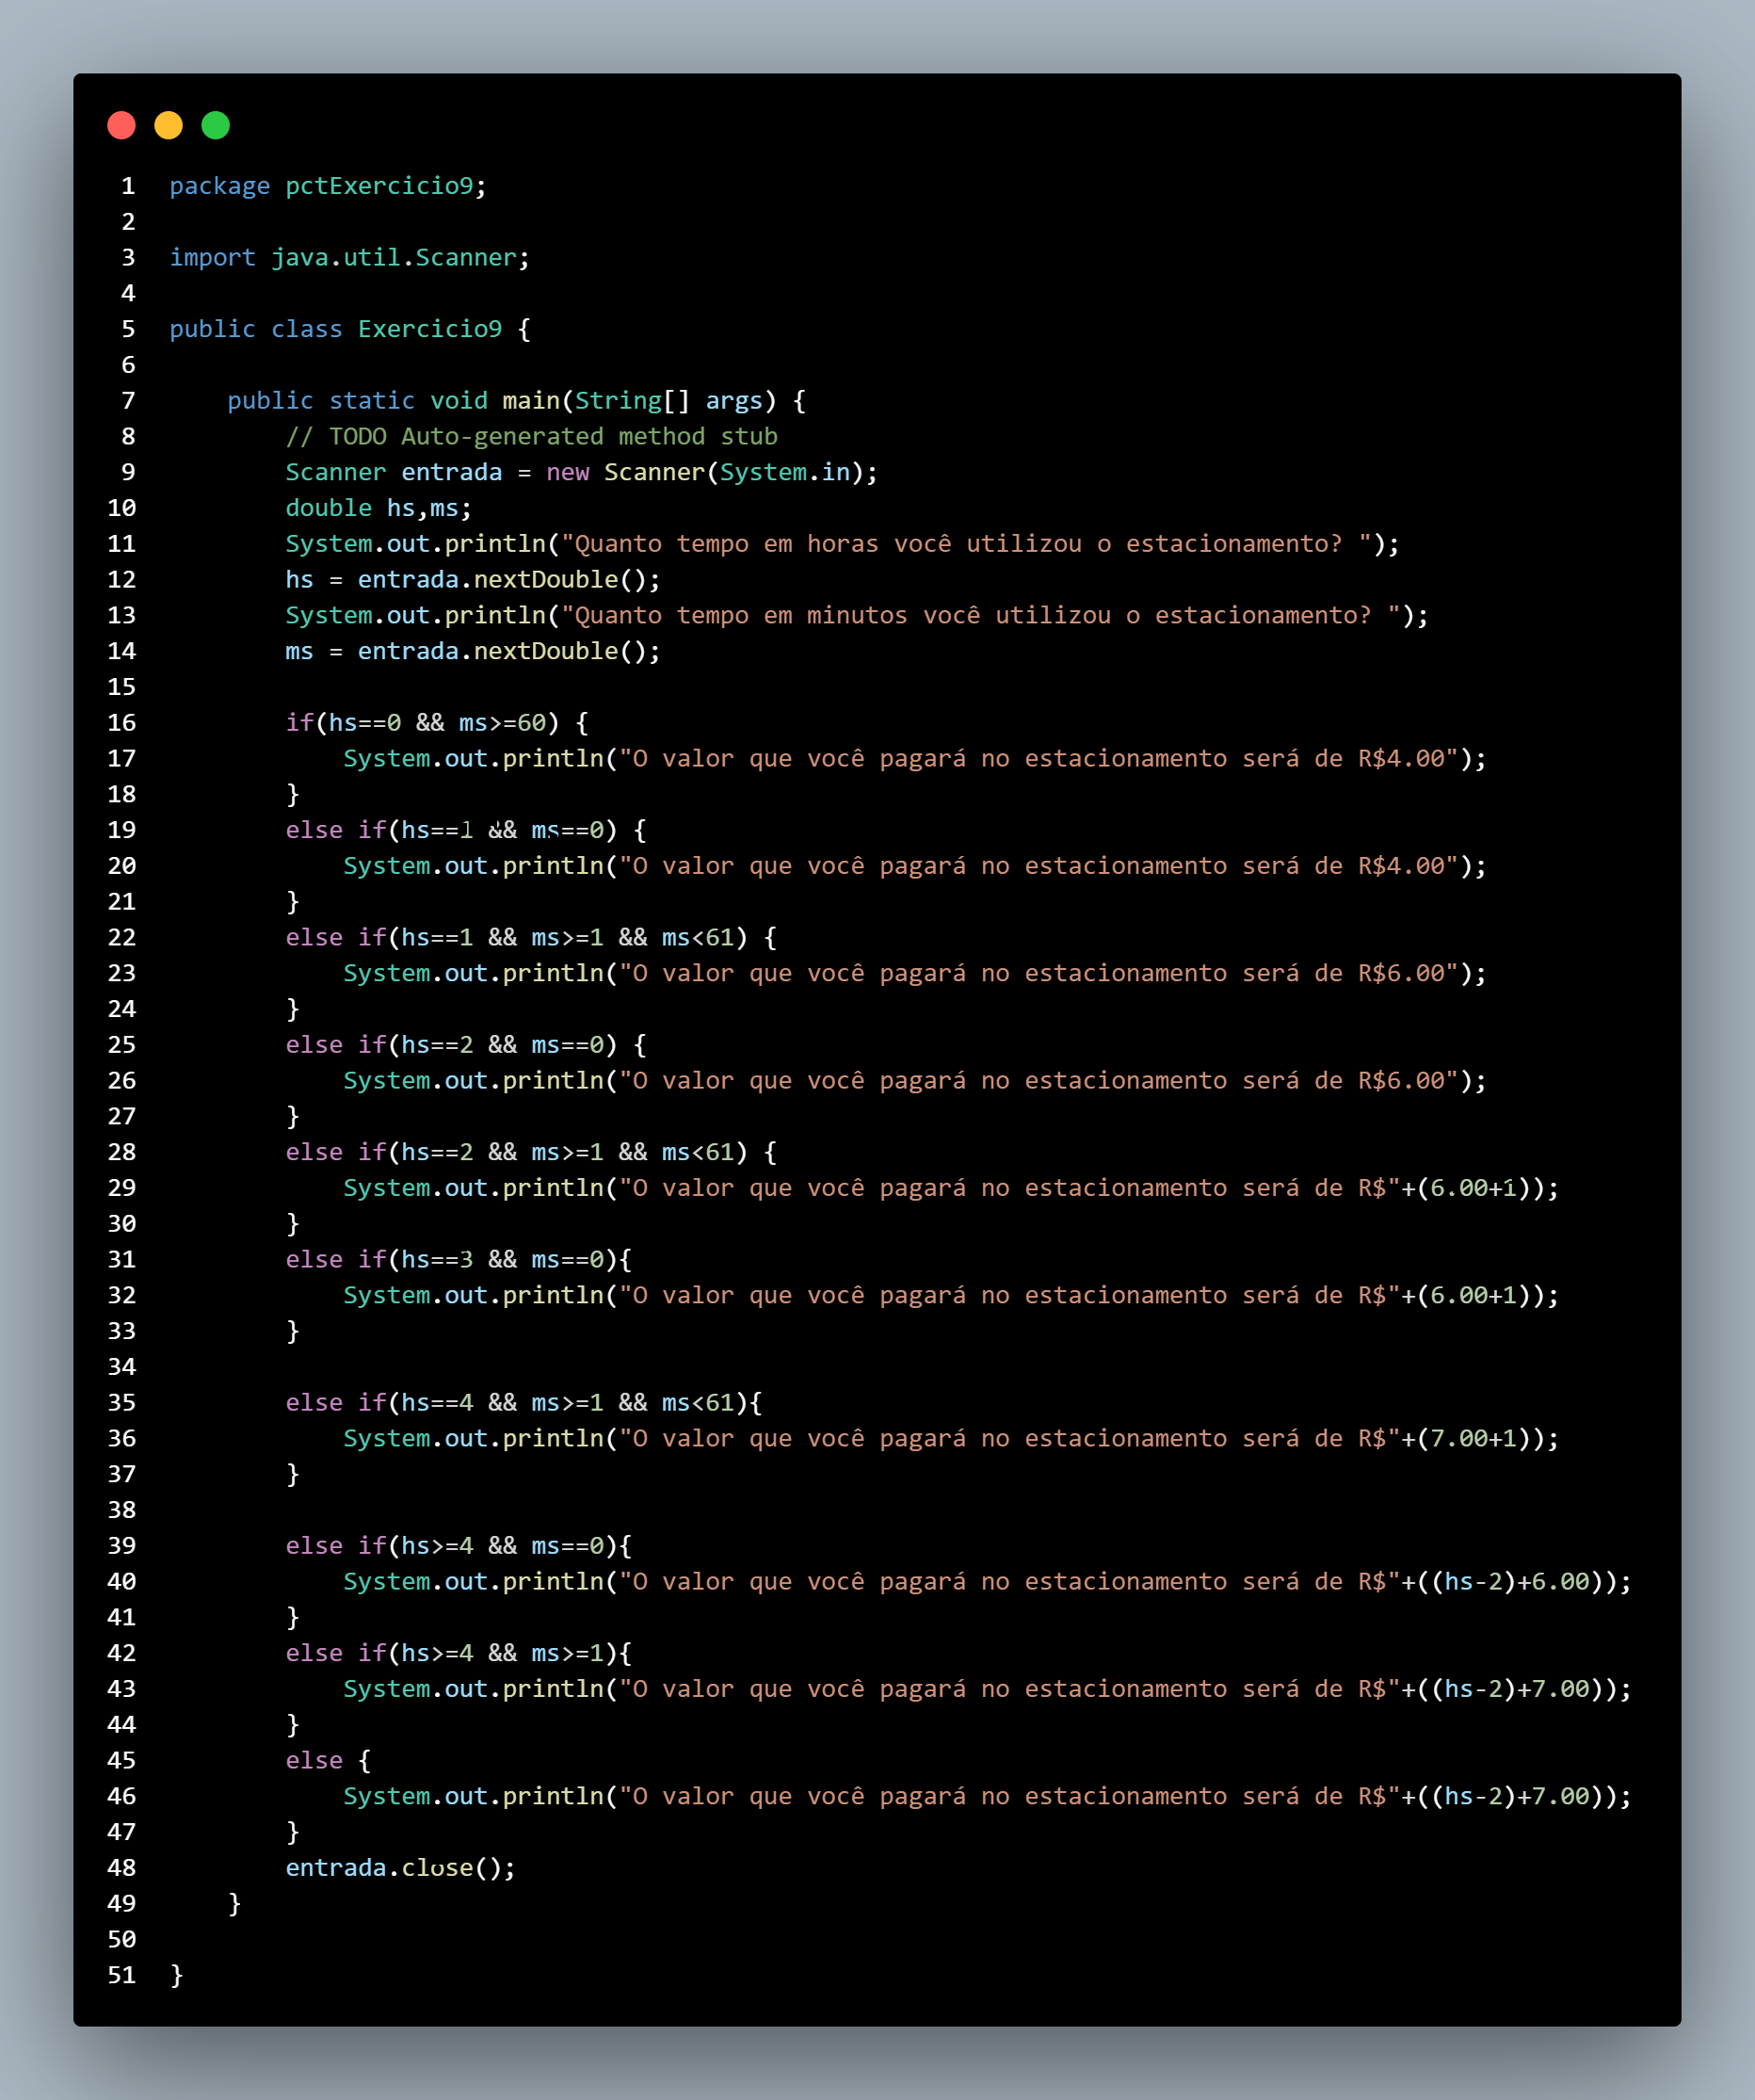 1 package pctExercicio9;
2
3 import java.util.Scanner;
4
5 public class Exercicio9 {
6
7     public static void main(String[] args) {
8         // TODO Auto-generated method stub
9         Scanner entrada = new Scanner(System.in);
10         double hs,ms;
11         System.out.println("Quanto tempo em horas você utilizou o estacionamento? ");
12         hs = entrada.nextDouble();
13         System.out.println("Quanto tempo em minutos você utilizou o estacionamento? ");
14         ms = entrada.nextDouble();
15
16         if(hs==0 && ms>=60) {
17             System.out.println("O valor que você pagará no estacionamento será de R$4.00");
18         }
19         else if(hs==1 && ms==0) {
20             System.out.println("O valor que você pagará no estacionamento será de R$4.00");
21         }
22         else if(hs==1 && ms>=1 && ms<61) {
23             System.out.println("O valor que você pagará no estacionamento será de R$6.00");
24         }
25         else if(hs==2 && ms==0) {
26             System.out.println("O valor que você pagará no estacionamento será de R$6.00");
27         }
28         else if(hs==2 && ms>=1 && ms<61) {
29             System.out.println("O valor que você pagará no estacionamento será de R$"+(6.00+1));
30         }
31         else if(hs==3 && ms==0){
32             System.out.println("O valor que você pagará no estacionamento será de R$"+(6.00+1));
33         }
34
35         else if(hs==4 && ms>=1 && ms<61){
36             System.out.println("O valor que você pagará no estacionamento será de R$"+(7.00+1));
37         }
38
39         else if(hs>=4 && ms==0){
40             System.out.println("O valor que você pagará no estacionamento será de R$"+((hs-2)+6.00));
41         }
42         else if(hs>=4 && ms>=1){
43             System.out.println("O valor que você pagará no estacionamento será de R$"+((hs-2)+7.00));
44         }
45         else {
46             System.out.println("O valor que você pagará no estacionamento será de R$"+((hs-2)+7.00));
47         }
48         entrada.close();
49     }
50
51 }